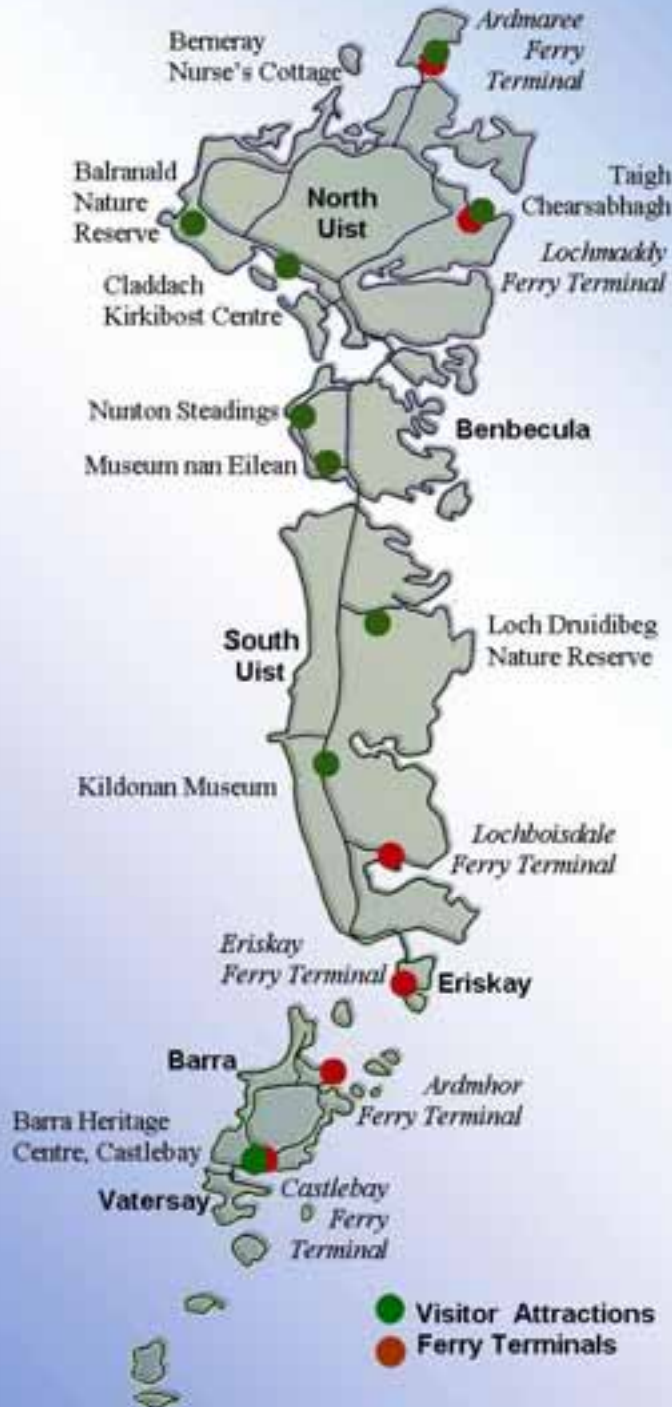 Ardmaree
Ferry
Terminal
Berneray
Nurse's Cottage
Balranald
Nature
Reserve
North
Uist
Taigh
Chearsabhagh
Lochmaddy
Ferry Terminal
Claddach
Kirkibost Centre
Nunton Steadings
Benbecula
Museum nan Eilean
South
Uist
Loch Druidibeg
Nature Reserve
Kildonan Museum
Lochboisdale
Ferry Terminal
Eriskay
Ferry Terminal
Eriskay
Barra
Ardmhor
Ferry Terminal
Barra Heritage
Centre, Castlebay
Vatersay
Castlebay
Ferry
Terminal
Visitor Attractions
Ferry Terminals